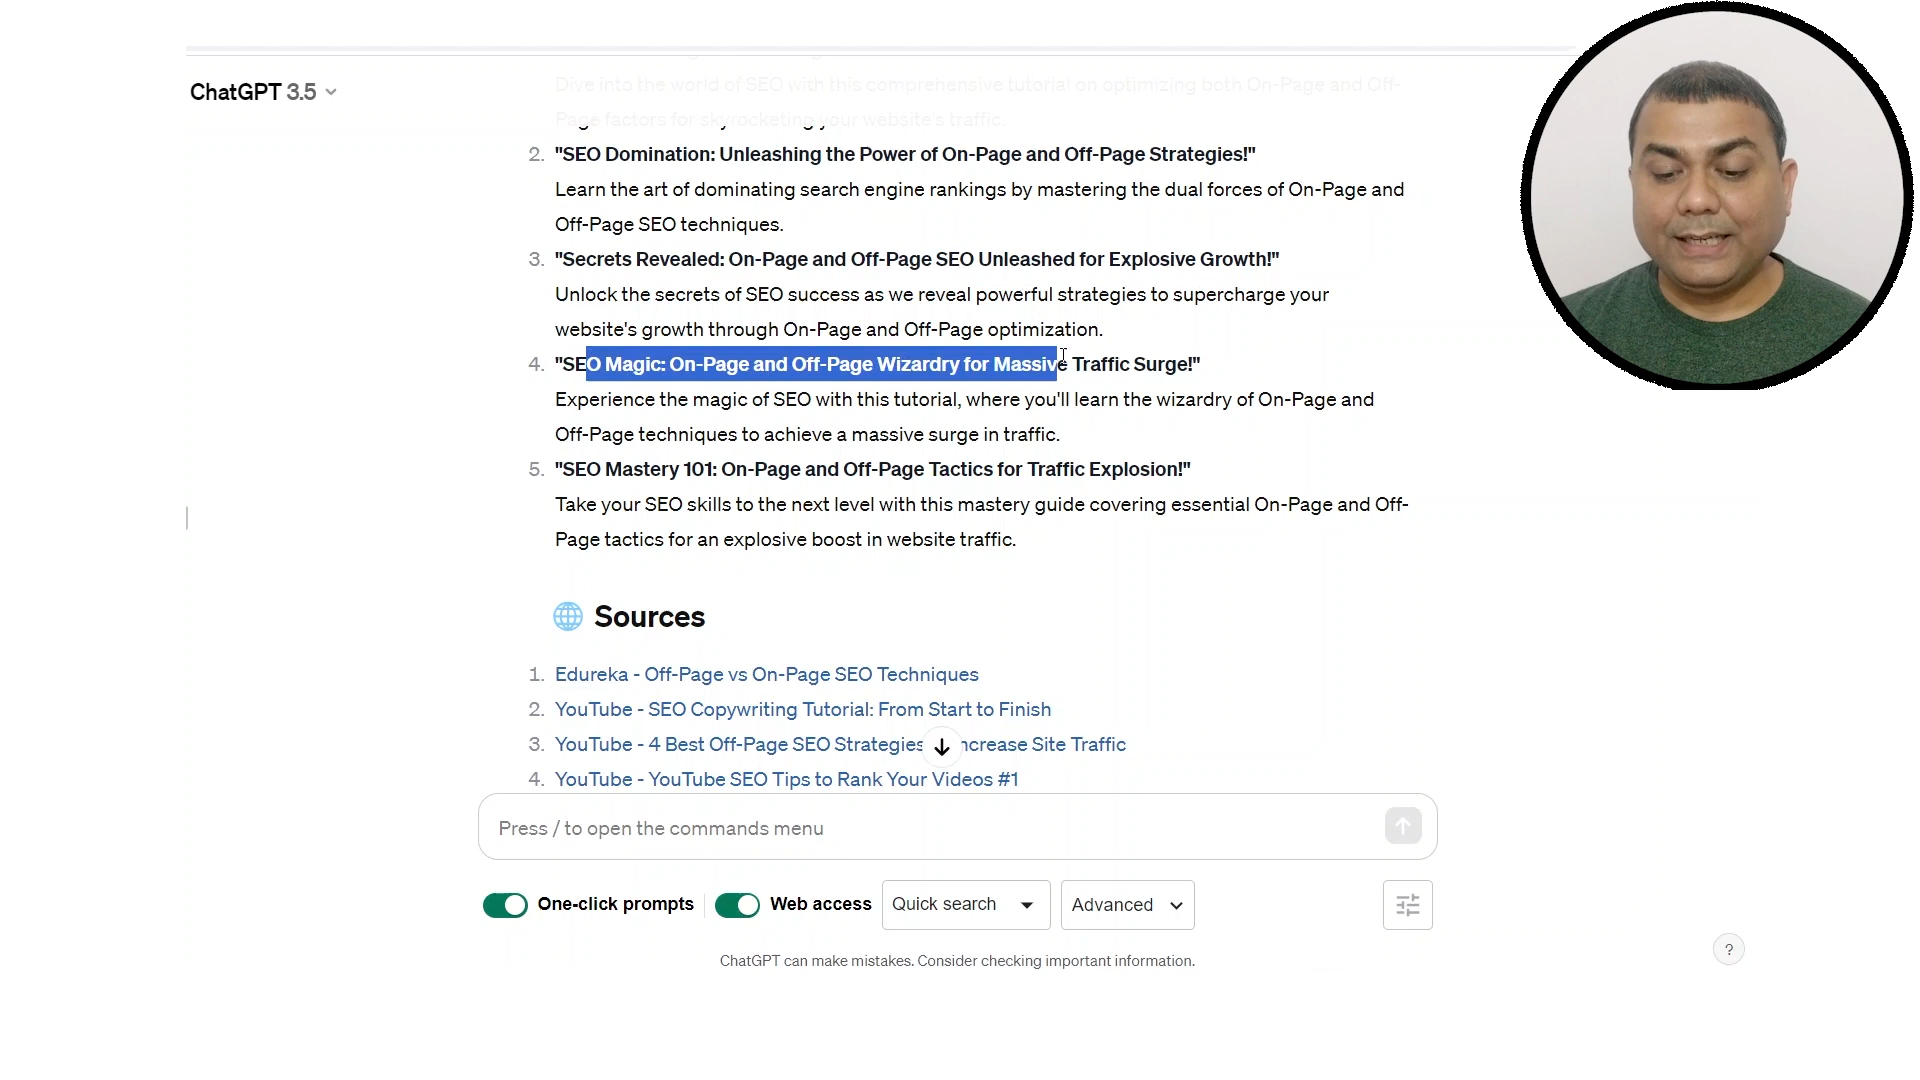 ChatGPT 3.5
Dive into the world of SEO with this comprehensive tutorial on optimizing both On-Page and Off-
Page factors for skyrocketing your website's traffic.
2. "SEO Domination: Unleashing the Power of On-Page and Off-Page Strategies!"
Learn the art of dominating search engine rankings by mastering the dual forces of On-Page and
Off-Page SEO techniques.
3. "Secrets Revealed: On-Page and Off-Page SEO Unleashed for Explosive Growth!"
Unlock the secrets of SEO success as we reveal powerful strategies to supercharge your
website's growth through On-Page and Off-Page optimization.
4. "SEO Magic: On-Page and Off-Page Wizardry for Massive Traffic Surge!"
Experience the magic of SEO with this tutorial, where you'll learn the wizardry of On-Page and
Off-Page techniques to achieve a massive surge in traffic.
5. "SEO Mastery 101: On-Page and Off-Page Tactics for Traffic Explosion!"
Take your SEO skills to the next level with this mastery guide covering essential On-Page and Off-
Page tactics for an explosive boost in website traffic.
Sources
1. Edureka - Off-Page vs On-Page SEO Techniques
2. YouTube - SEO Copywriting Tutorial: From Start to Finish
3. YouTube - 4 Best Off-Page SEO Strategies ncrease Site Traffic
4. YouTube - YouTube SEO Tips to Rank Your Videos #1
Press / to open the commands menu
One-click prompts Web access Quick search Advanced
ChatGPT can make mistakes. Consider checking important information.
?